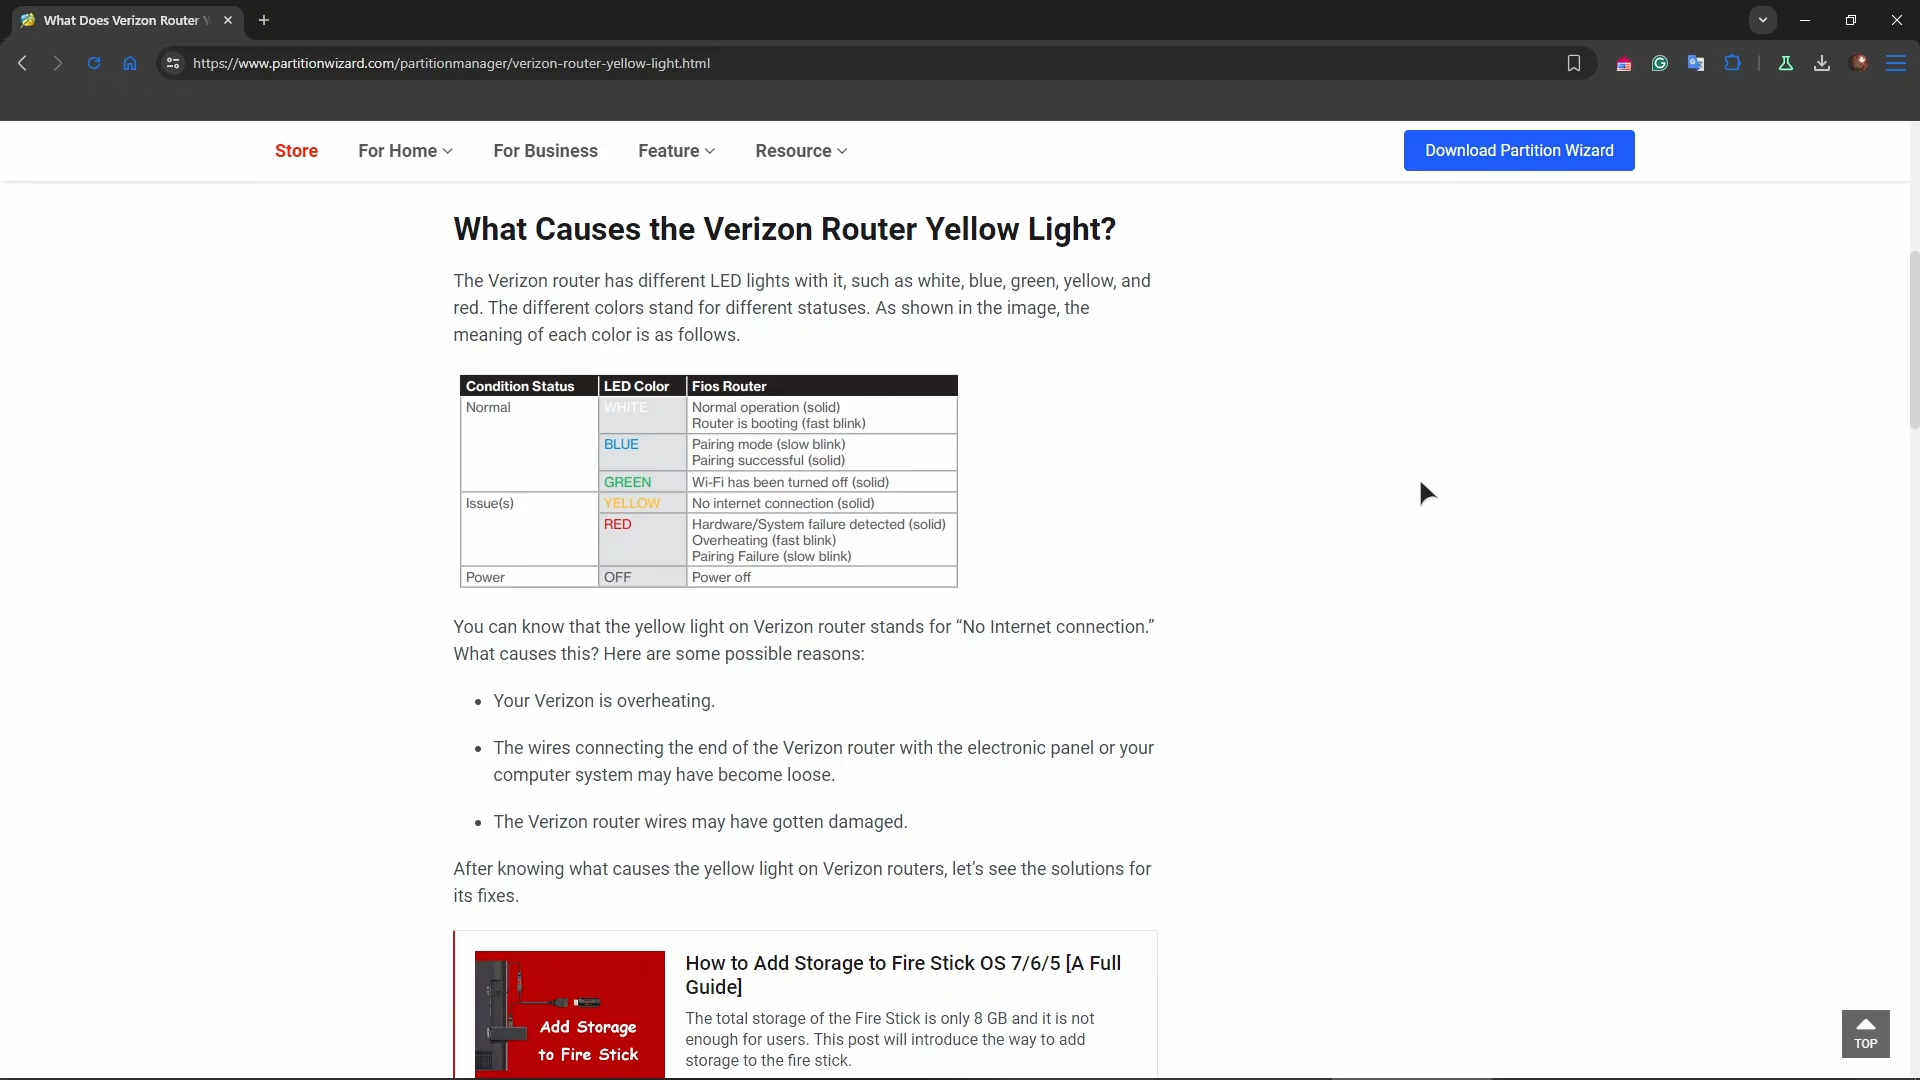 What Does Verizon Router
https://www.partitionwizard.com/partitionmanager/verizon-router-yellow-light.html
Store For Home For Business Feature Resource Download Partition Wizard
What Causes the Verizon Router Yellow Light?
The Verizon router has different LED lights with it, such as white, blue, green, yellow, and
red. The different colors stand for different statuses. As shown in the image, the
meaning of each color is as follows.
Condition Status LED Color Fios Router
Normal WHITE Normal operation (solid)
Router is booting (fast blink)
BLUE Pairing mode (slow blink)
Pairing successful (solid)
GREEN Wi-Fi has been turned off (solid)
Issue(s) YELLOW No internet connection (solid)
RED Hardware/System failure detected (solid)
Overheating (fast blink)
Pairing Failure (slow blink)
Power OFF Power off
You can know that the yellow light on Verizon router stands for “No Internet connection.”
What causes this? Here are some possible reasons:
• Your Verizon is overheating.
• The wires connecting the end of the Verizon router with the electronic panel or your
computer system may have become loose.
• The Verizon router wires may have gotten damaged.
After knowing what causes the yellow light on Verizon routers, let’s see the solutions for
its fixes.
Add Storage
to Fire Stick
How to Add Storage to Fire Stick OS 7/6/5 [A Full
Guide]
The total storage of the Fire Stick is only 8 GB and it is not
enough for users. This post will introduce the way to add
storage to the fire stick.
TOP